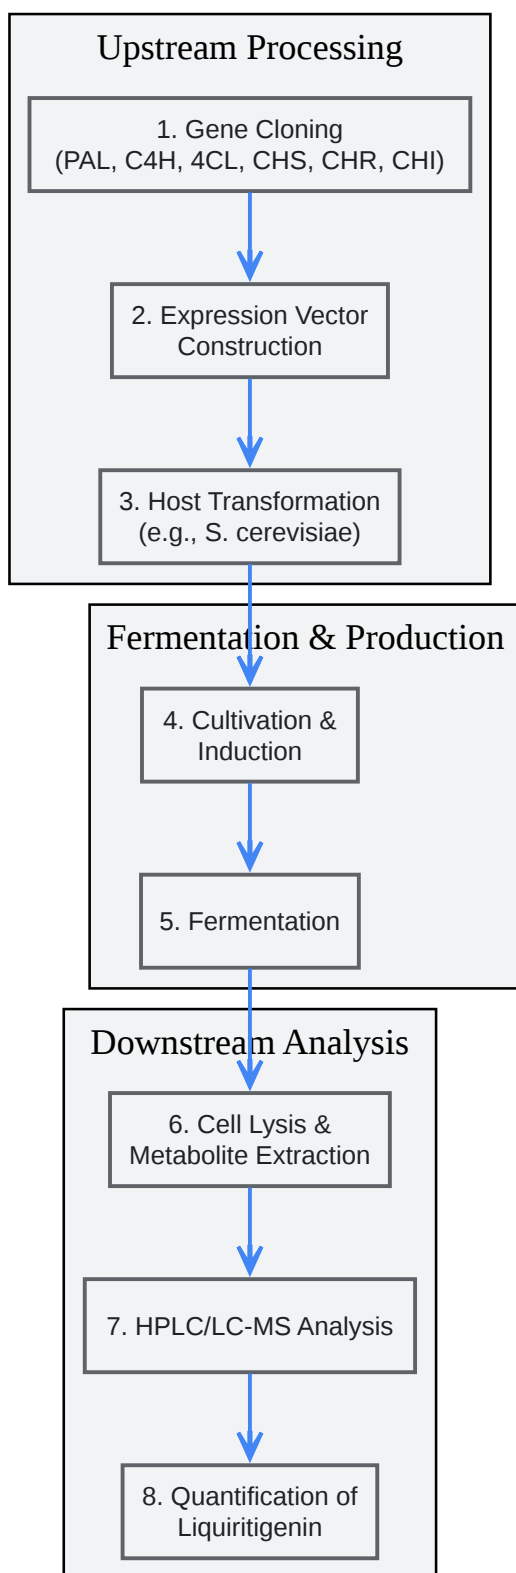 Upstream Processing
1. Gene Cloning
(PAL, C4H, 4CL, CHS, CHR, CHI)
2. Expression Vector
Construction
3. Host Transformation
(e.g., S. cerevisiae)
Fermentation & Production
4. Cultivation &
Induction
5. Fermentation
Downstream Analysis
6. Cell Lysis &
Metabolite Extraction
7. HPLC/LC-MS Analysis
8. Quantification of
Liquiritigenin